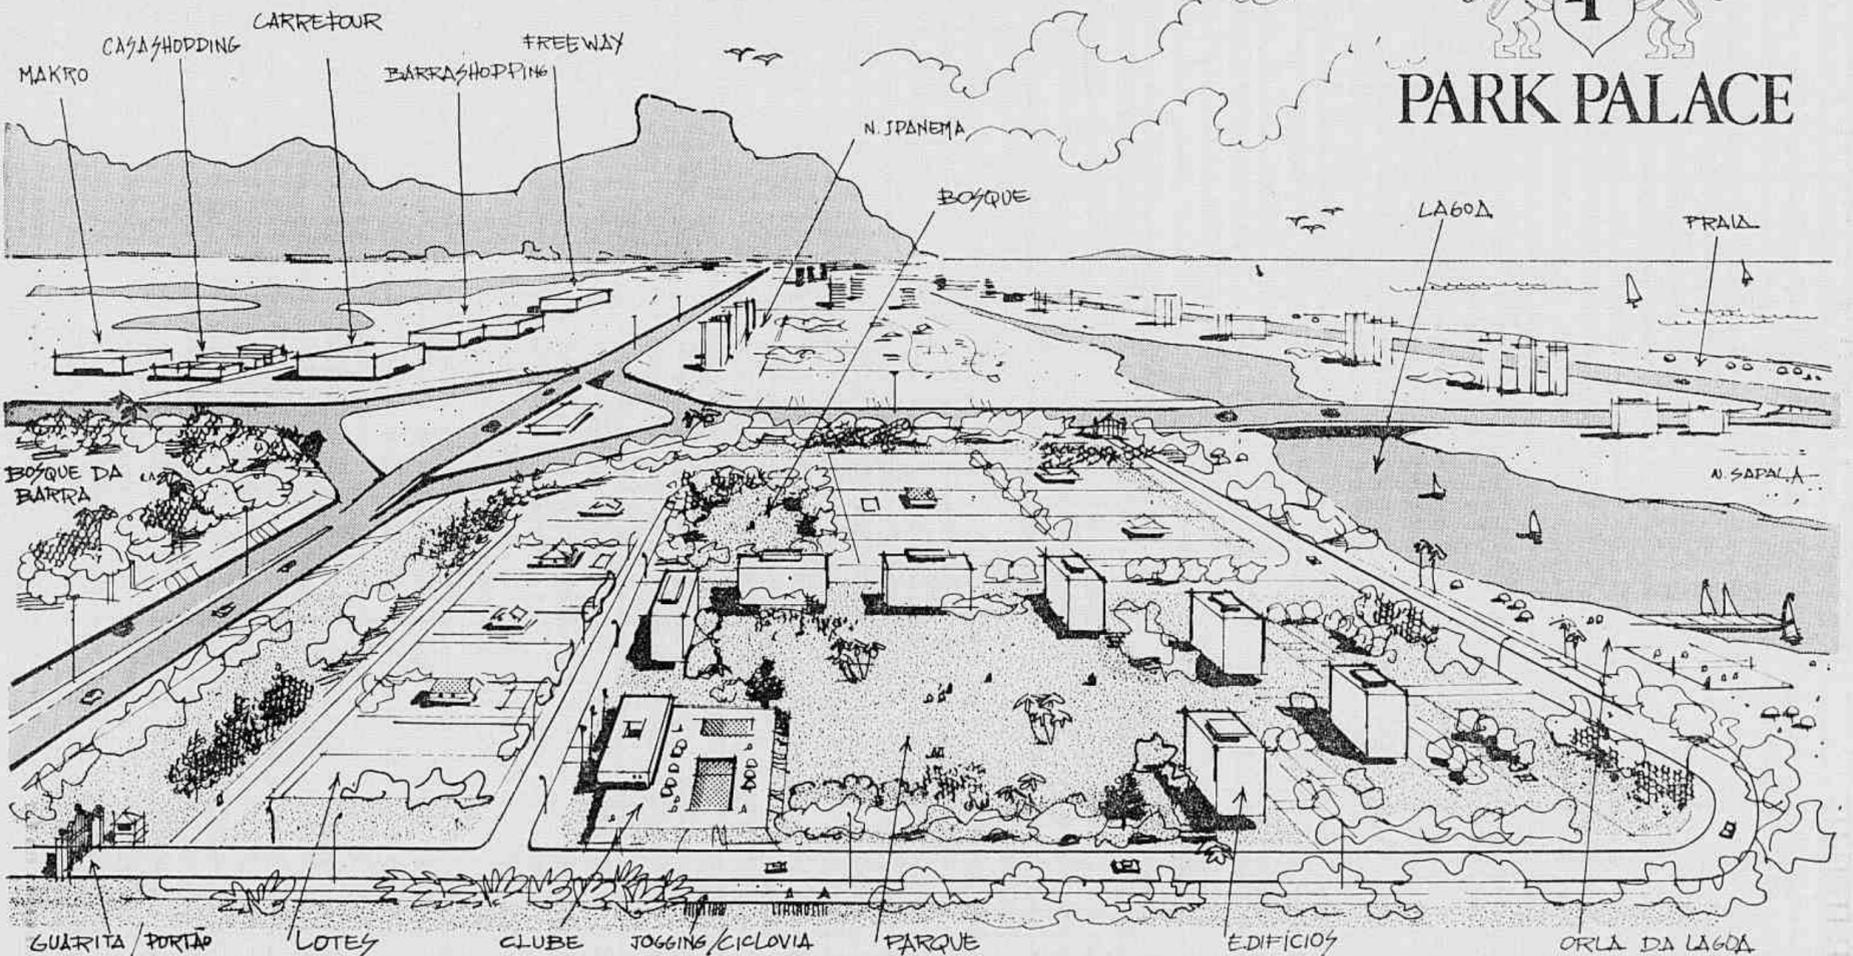 CARREFOUR
CASASHOPPING
FREEWAY
MAKRO
BARRASHOPPING
PARK PALACE
N. IPANEMA
BOSQUE
LAGOA
PRAIA
BOSQUE DA
BARRA
N. SAPALA
GUARITA/PORTÃO
LOTES
CLUBE
JOGGING/CICLOVIA
PARQUE
EDIFÍCIOS
ORLA DA LAGOA